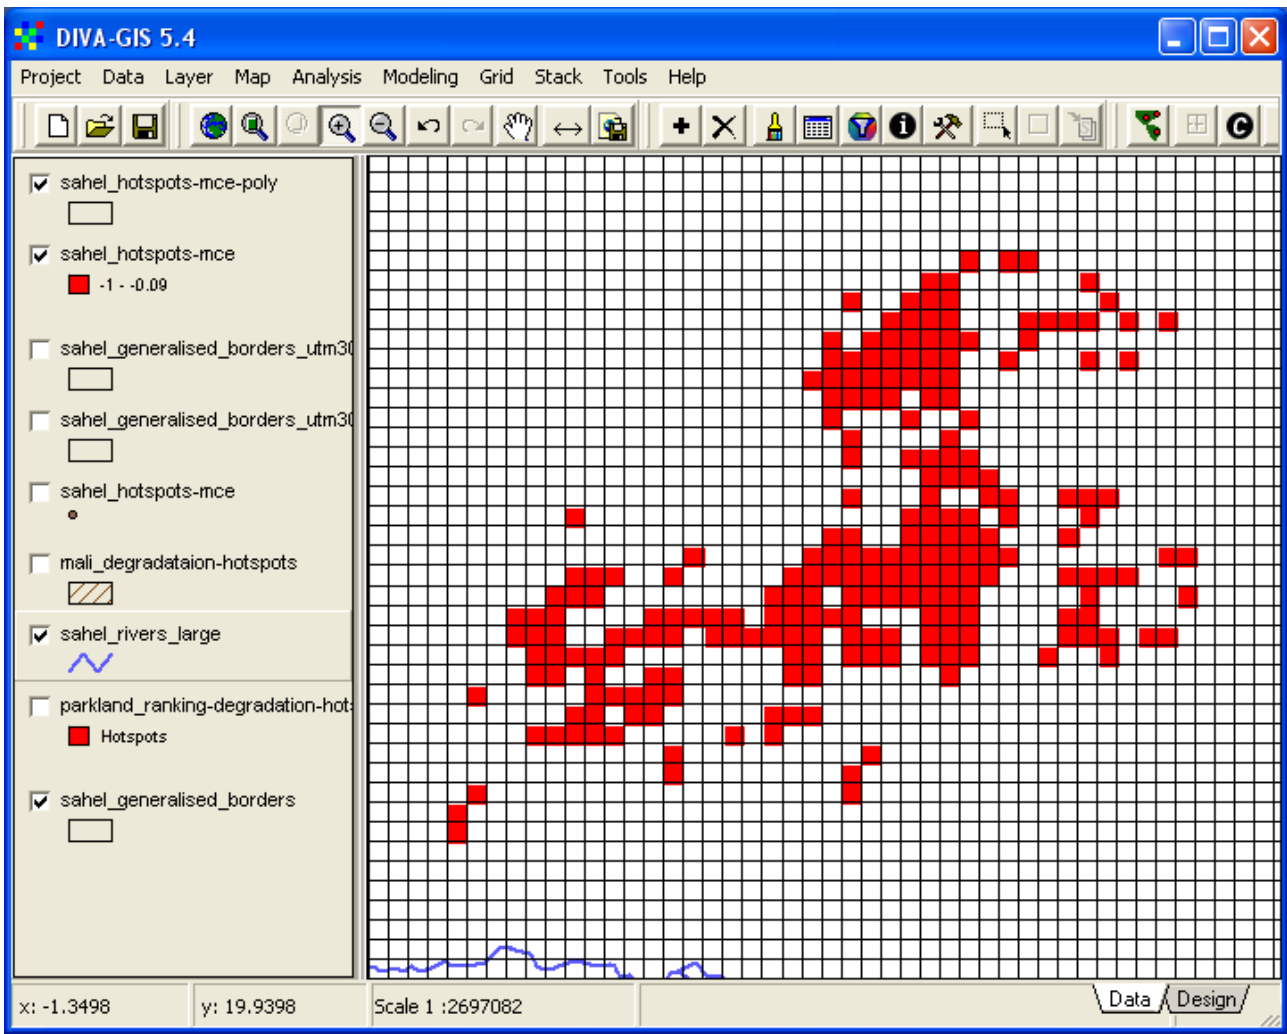 DIVA-GIS 5.4
Project Data Layer Map Analysis Modeling Grid Stack Tools Help
sahel_hotspots-mce-poly
sahel_hotspots-mce
-1 - -0.09
sahel_generalised_borders_utm30
sahel_generalised_borders_utm30
sahel_hotspots-mce
mali_degradataion-hotspots
sahel_rivers_large
parkland_ranking-degradation-hot
Hotspots
sahel_generalised_borders
x: -1.3498 y: 19.9398 Scale 1 :2697082 Data Design